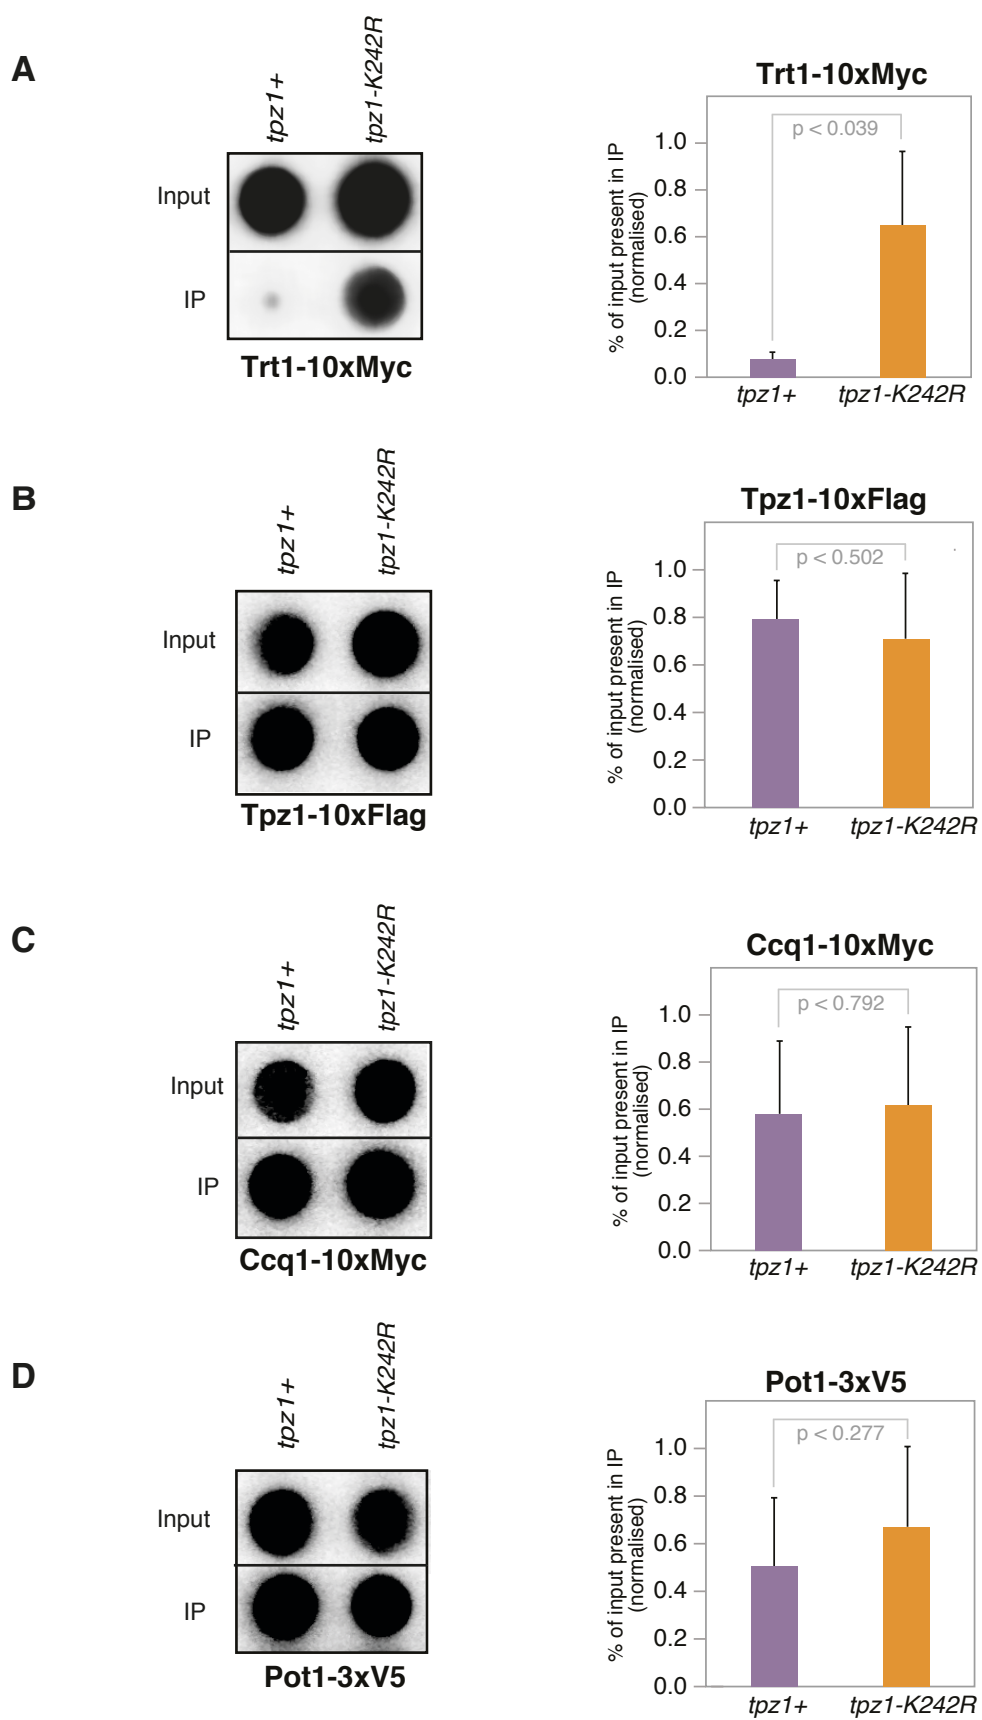 A
tpz1+
tpz1-K242R
Input
IP
Trt1-10xMyc
Trt1-10xMyc
% of input present in IP
(normalised)
1.0
0.8
0.6
0.4
0.2
0.0
p < 0.039
tpz1+
tpz1-K242R
B
tpz1+
tpz1-K242R
Input
IP
Tpz1-10xFlag
Tpz1-10xFlag
% of input present in IP
(normalised)
1.0
0.8
0.6
0.4
0.2
0.0
p < 0.502
tpz1+
tpz1-K242R
C
tpz1+
tpz1-K242R
Input
IP
Ccq1-10xMyc
Ccq1-10xMyc
% of input present in IP
(normalised)
1.0
0.8
0.6
0.4
0.2
0.0
p < 0.792
tpz1+
tpz1-K242R
D
tpz1+
tpz1-K242R
Input
IP
Pot1-3xV5
Pot1-3xV5
% of input present in IP
(normalised)
1.0
0.8
0.6
0.4
0.2
0.0
p < 0.277
tpz1+
tpz1-K242R